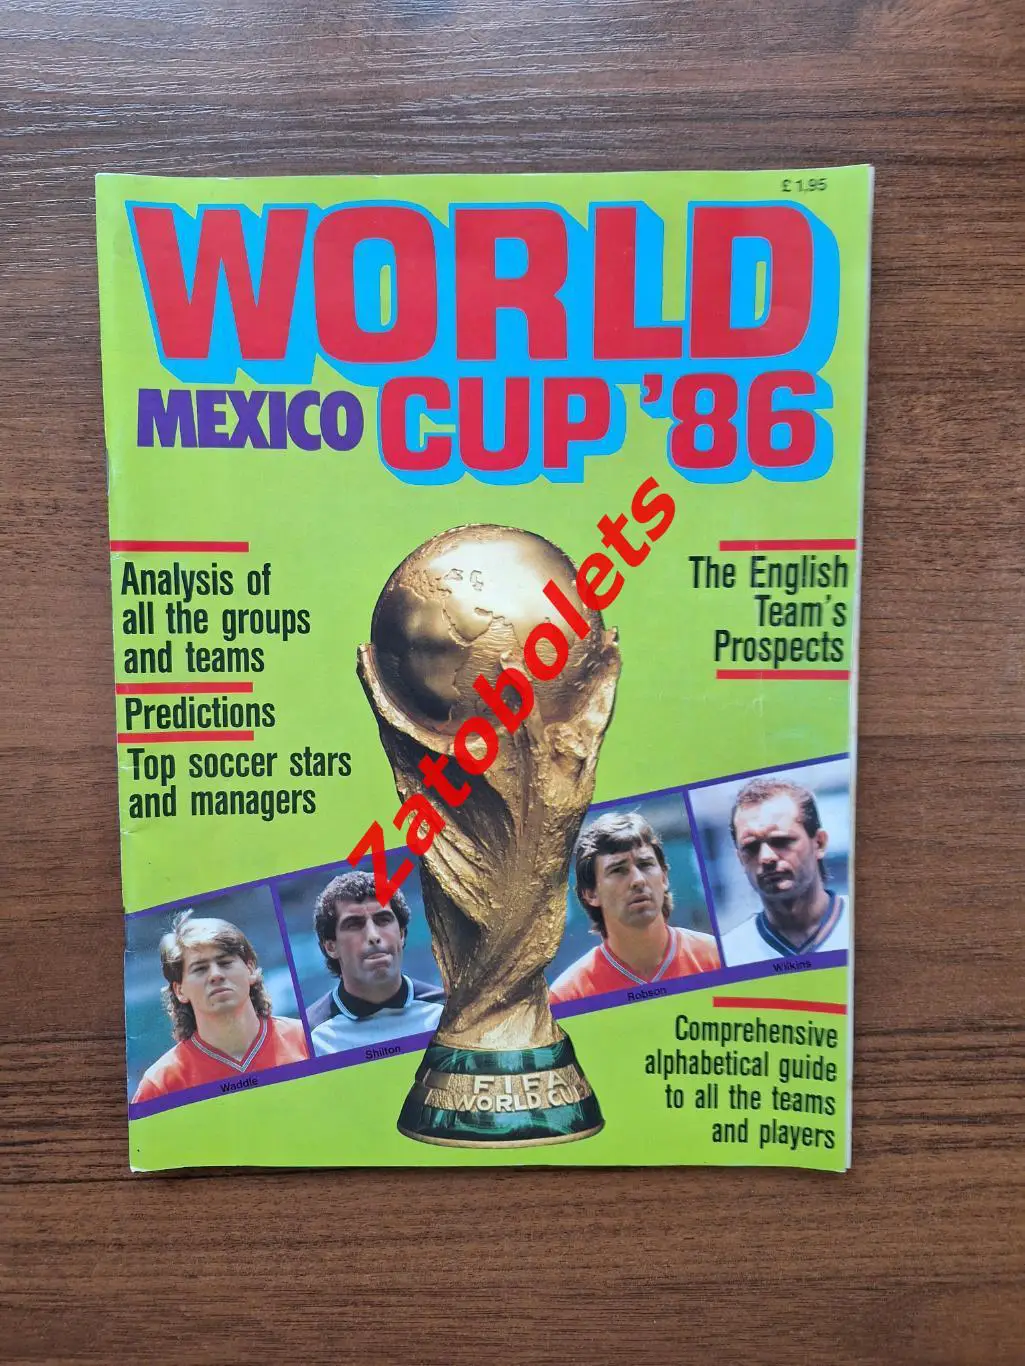 £1.95
WORLD
MEXICO CUP '86
Analysis of
all the groups
and teams
Predictions
Top soccer stars
and managers
The English
Team's
Prospects
Zatobolets
Waddle
Shilton
Robson
Wilkins
FIFA
WORLD CUP
Comprehensive
alphabetical guide
to all the teams
and players